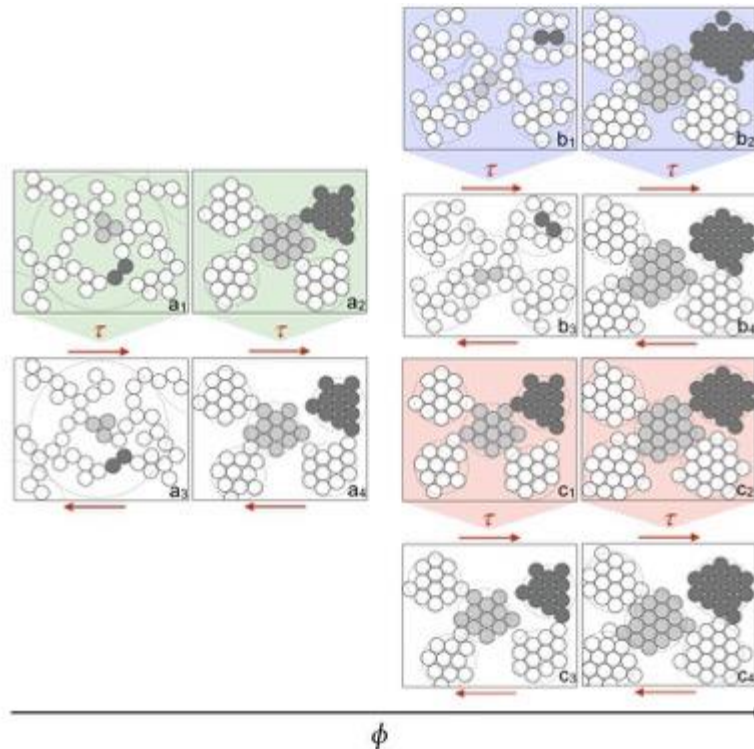 b₁ b₂
τ τ
a₁ a₂ b₃ b₄
τ τ
a₃ a₄ c₁ c₂
τ τ
c₃ c₄
ϕ